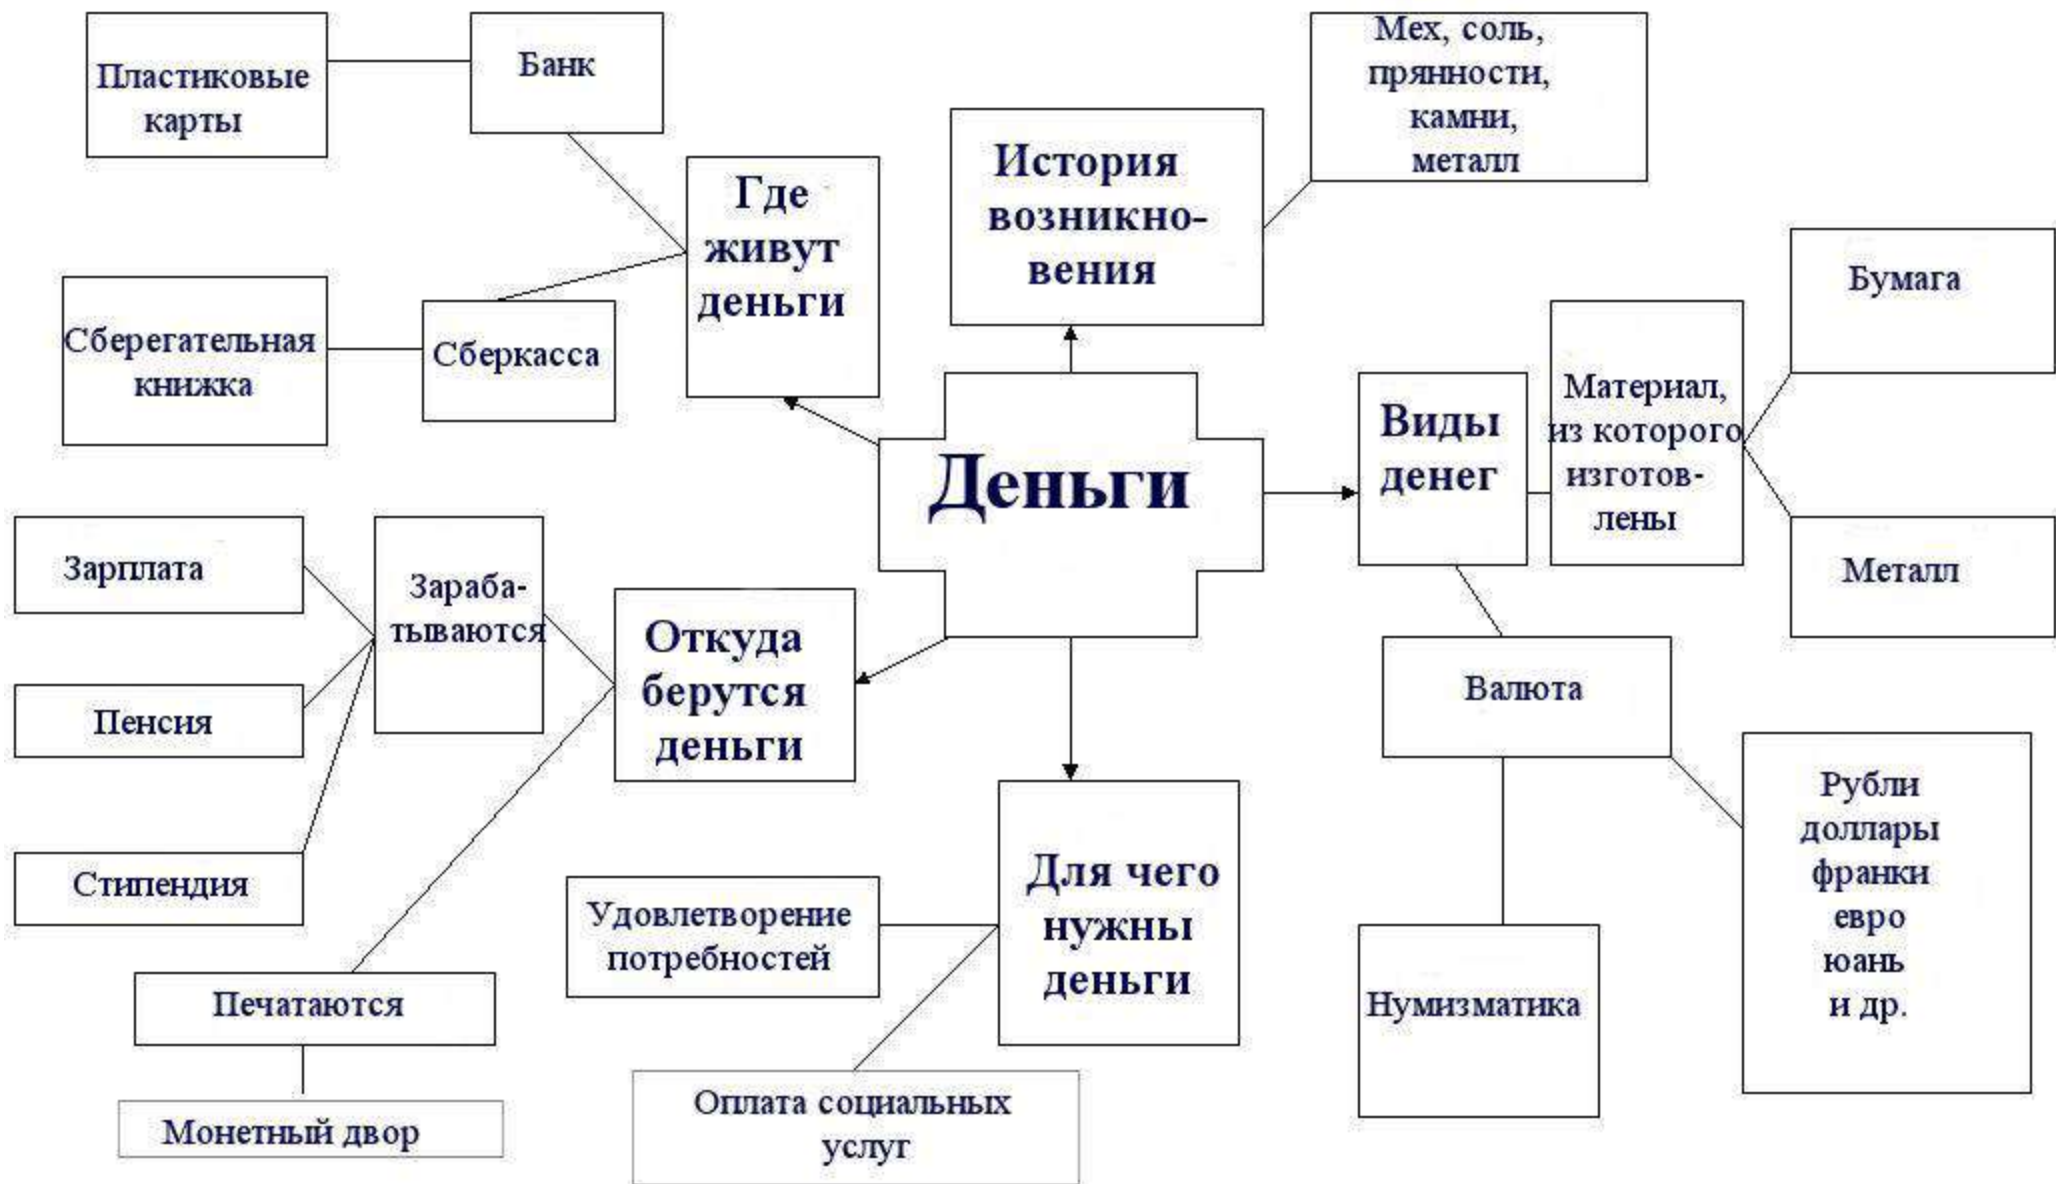 Пластиковые
карты
Банк
Где
живут
деньги
История
возникно-
вения
Мех, соль,
прянности,
камни,
металл
Сберегательная
книжка
Сберкасса
Деньги
Виды
денег
Материал,
из которого
изготов-
лены
Бумага
Металл
Зарплата
Пенсия
Стипендия
Зараба-
тываются
Откуда
берутся
деньги
Печатаются
Монетный двор
Для чего
нужны
деньги
Удовлетворение
потребностей
Оплата социальных
услуг
Валюта
Нумизматика
Рубли
доллары
франки
евро
юань
и др.